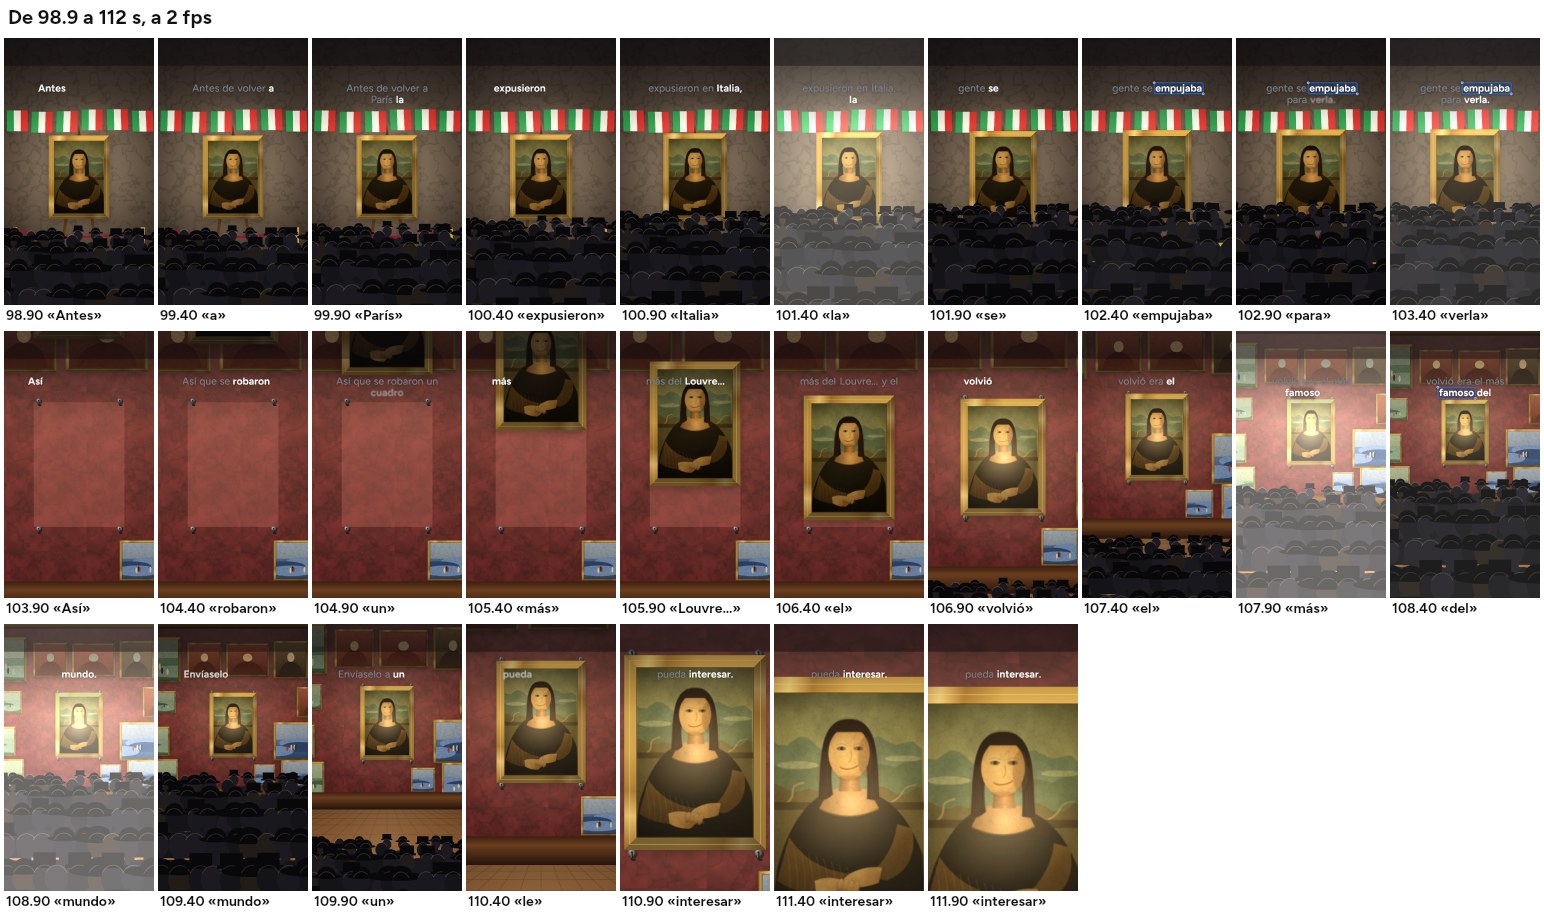 De 98.9 a 112 s, a 2 fps
Antes
Antes de volver a
Antes de volver a
París la
expusieron
expusieron en Italia,
expusieron en Italia,
la
gente se
gente se empujaba
gente se empujaba
para verla.
gente se empujaba
para verla.
98.90 «Antes»
99.40 «a»
99.90 «París»
100.40 «expusieron»
100.90 «Italia»
101.40 «la»
101.90 «se»
102.40 «empujaba»
102.90 «para»
103.40 «verla»
Así
Así que se robaron
Así que se robaron un
cuadro
más
más del Louvre...
más del Louvre... y el
volvió
volvió era el
famoso
volvió era el más
famoso del
103.90 «Así»
104.40 «robaron»
104.90 «un»
105.40 «más»
105.90 «Louvre...»
106.40 «el»
106.90 «volvió»
107.40 «el»
107.90 «más»
108.40 «del»
mundo.
Envíaselo
Envíaselo a un
pueda
pueda interesar.
pueda interesar.
pueda interesar.
108.90 «mundo»
109.40 «mundo»
109.90 «un»
110.40 «le»
110.90 «interesar»
111.40 «interesar»
111.90 «interesar»